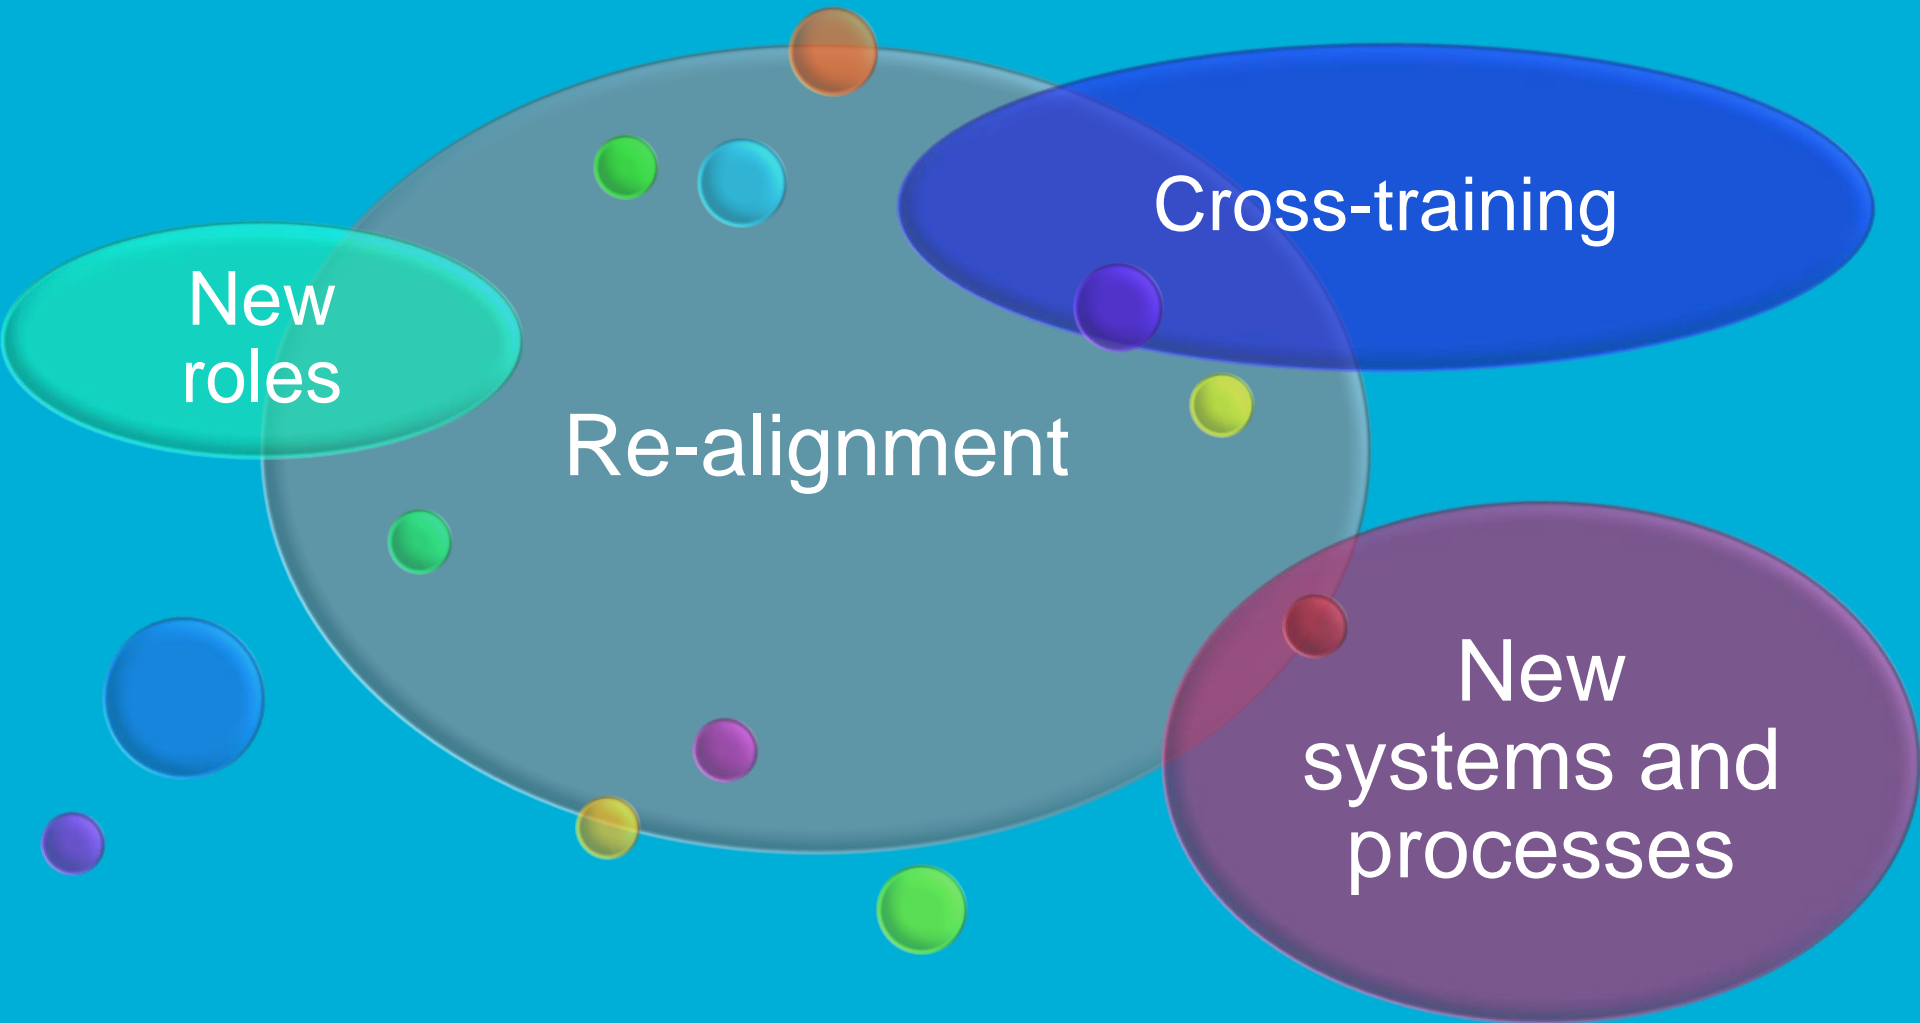 Cross-training
New
roles
Re-alignment
New
systems and
processes